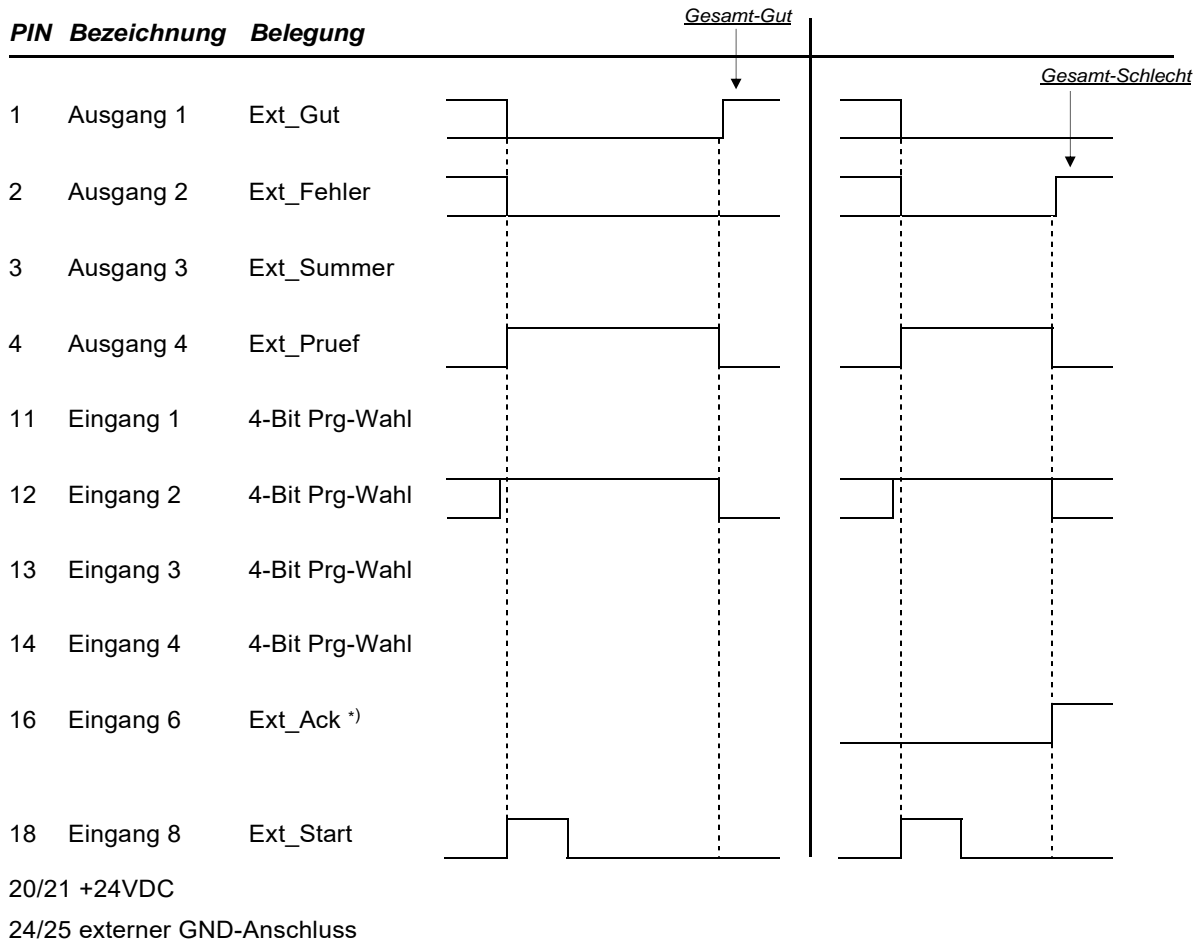 Gesamt-Gut
PIN Bezeichnung Belegung
Gesamt-Schlecht
1 Ausgang 1 Ext_Gut
2 Ausgang 2 Ext_Fehler
3 Ausgang 3 Ext_Summer
4 Ausgang 4 Ext_Pruef
11 Eingang 1 4-Bit Prg-Wahl
12 Eingang 2 4-Bit Prg-Wahl
13 Eingang 3 4-Bit Prg-Wahl
14 Eingang 4 4-Bit Prg-Wahl
16 Eingang 6 Ext_Ack *)
18 Eingang 8 Ext_Start
20/21 +24VDC
24/25 externer GND-Anschluss